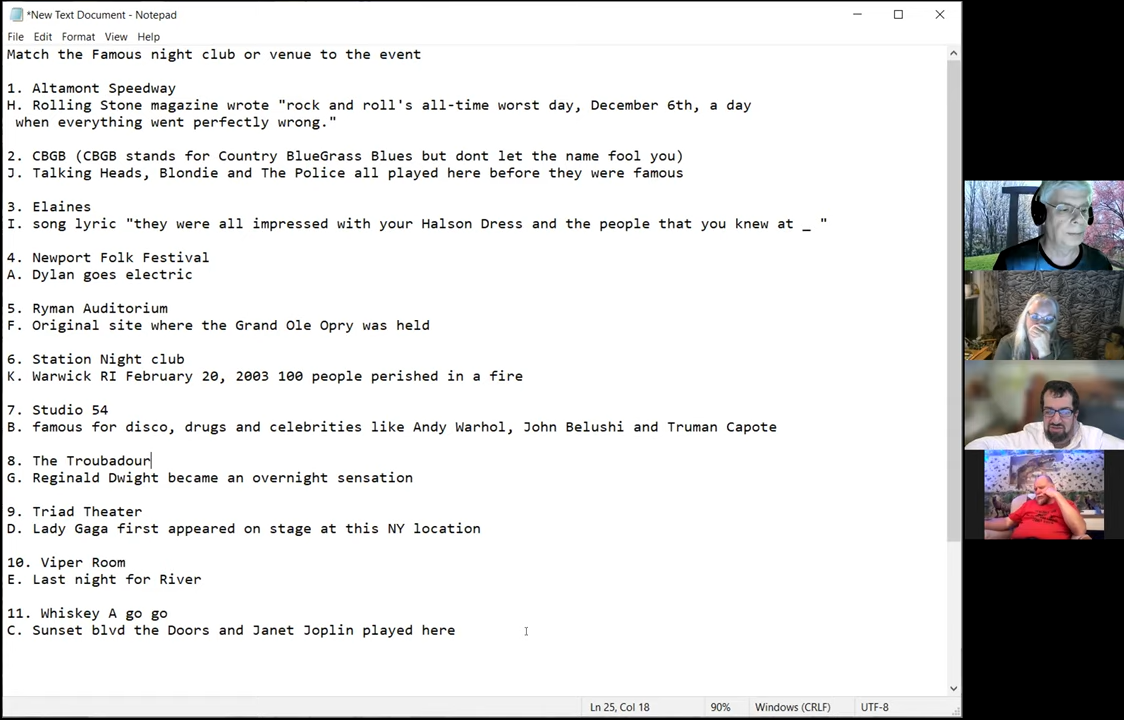 *New Text Document - Notepad
File Edit Format View Help
Match the Famous night club or venue to the event
1. Altamont Speedway
H. Rolling Stone magazine wrote "rock and roll's all-time worst day, December 6th, a day
when everything went perfectly wrong."
2. CBGB (CBGB stands for Country BlueGrass Blues but dont let the name fool you)
J. Talking Heads, Blondie and The Police all played here before they were famous
3. Elaines
I. song lyric "they were all impressed with your Halson Dress and the people that you knew at _ "
4. Newport Folk Festival
A. Dylan goes electric
5. Ryman Auditorium
F. Original site where the Grand Ole Opry was held
6. Station Night club
K. Warwick RI February 20, 2003 100 people perished in a fire
7. Studio 54
B. famous for disco, drugs and celebrities like Andy Warhol, John Belushi and Truman Capote
8. The Troubadour
G. Reginald Dwight became an overnight sensation
9. Triad Theater
D. Lady Gaga first appeared on stage at this NY location
10. Viper Room
E. Last night for River
11. Whiskey A go go
C. Sunset blvd the Doors and Janet Joplin played here
Ln 25, Col 18 90% Windows (CRLF) UTF-8